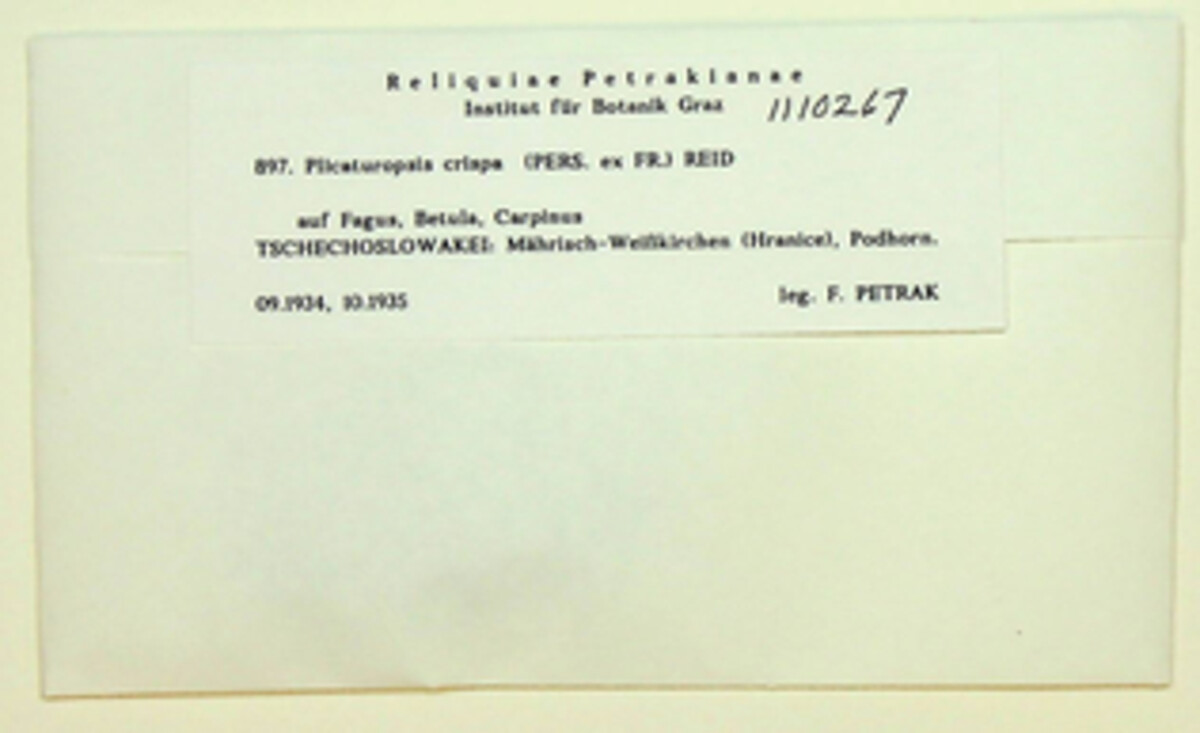 Reliquiae Petrakianae
Institut für Botanik Graz 1110267
897. Plicaturopsis crispa (PERS. ex FR.) REID
auf Fagus, Betula, Carpinus
TSCHECHOSLOWAKEI: Mährisch-Weißkirchen (Hranice), Podhorn.
09.1934, 10.1935 leg. F. PETRAK